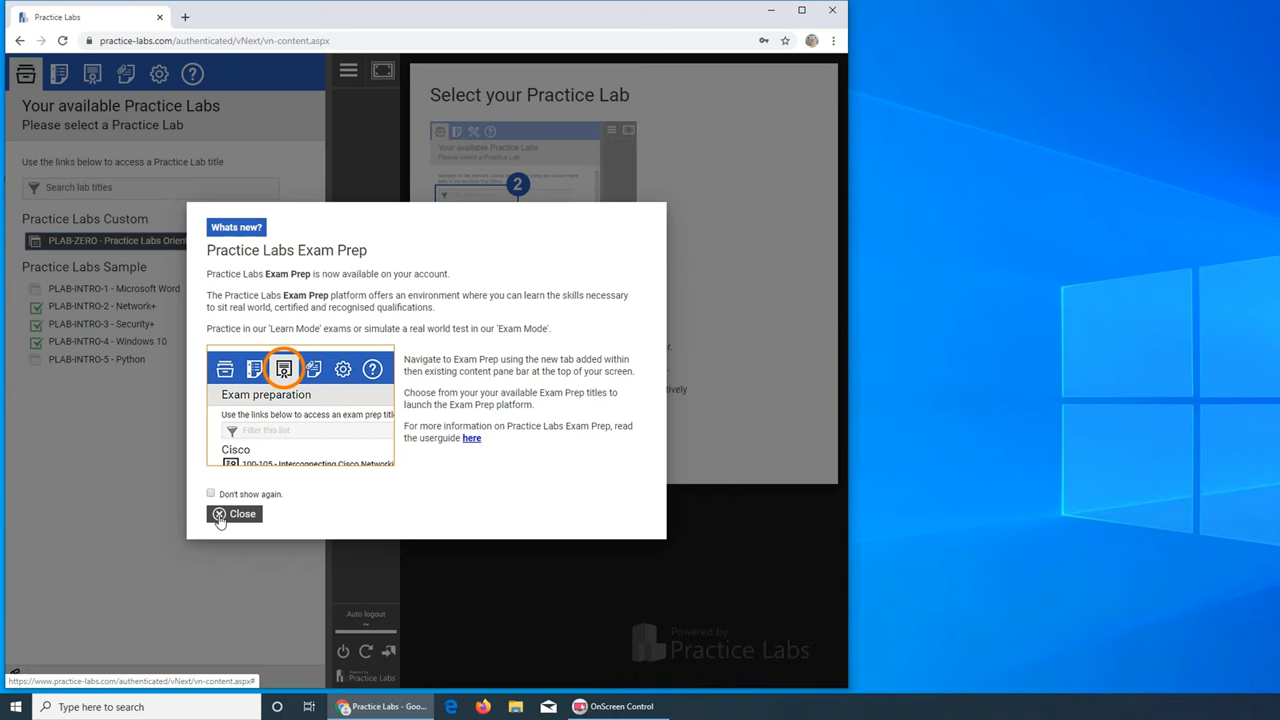 Practice Labs
practice-labs.com/authenticated/vNext/vn-content.aspx
Your available Practice Labs
Please select a Practice Lab
Use the links below to access a Practice Lab title
Search lab titles
Practice Labs Custom
PLAB-ZERO - Practice Labs Orient
Practice Labs Sample
PLAB-INTRO-1 - Microsoft Word
PLAB-INTRO-2 - Network+
PLAB-INTRO-3 - Security+
PLAB-INTRO-4 - Windows 10
PLAB-INTRO-5 - Python
Select your Practice Lab
Your available Practice Labs
Please select a Practice Lab
2
Whats new?
Practice Labs Exam Prep
Practice Labs Exam Prep is now available on your account.
The Practice Labs Exam Prep platform offers an environment where you can learn the skills necessary
to sit real world, certified and recognised qualifications.
Practice in our 'Learn Mode' exams or simulate a real world test in our 'Exam Mode'.
Exam preparation
Use the links below to access an exam prep titl
Filter this list
Cisco
100-105 - Interconnecting Cisco Networki
Navigate to Exam Prep using the new tab added within
then existing content pane bar at the top of your screen.
Choose from your your available Exam Prep titles to
launch the Exam Prep platform.
For more information on Practice Labs Exam Prep, read
the userguide here
Don't show again.
Close
ctively
Auto logout
~
Powered by
Practice Labs
Powered by
Practice Labs
https://www.practice-labs.com/authenticated/vNext/vn-content.aspx#
Type here to search
Practice Labs - Goo...
OnScreen Control